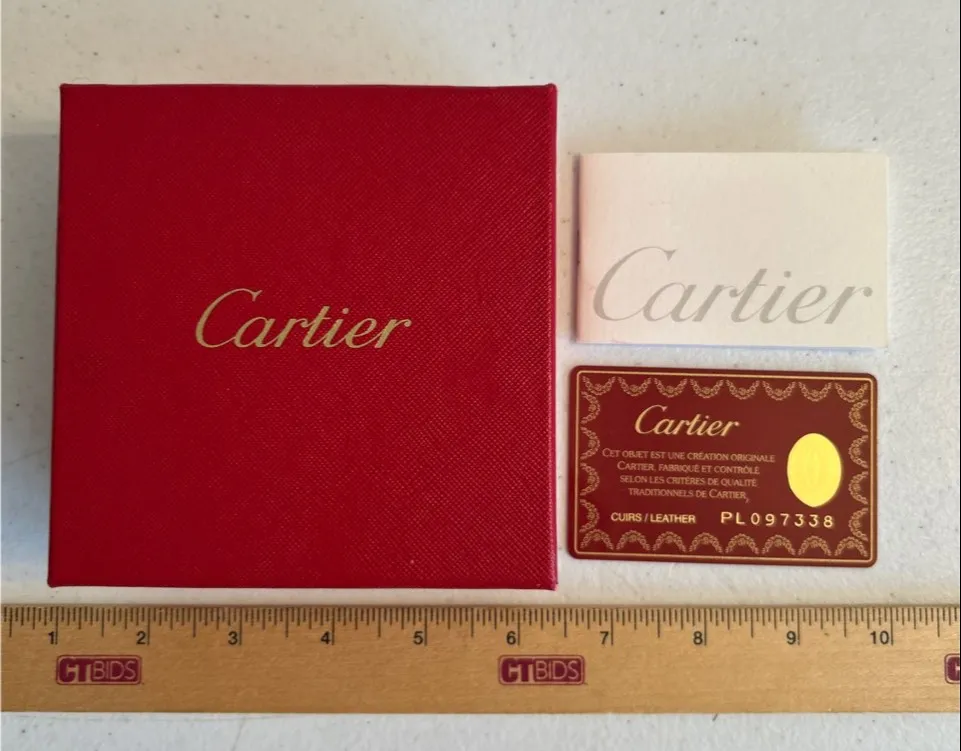 Cartier
Cartier
Cartier
CET OBJET EST UNE CRÉATION ORIGINALE
CARTIER, FABRIQUÉ ET CONTRÔLÉ
SELON LES CRITÈRES DE QUALITÉ
TRADITIONNELS DE CARTIER,
CUIRS / LEATHER PL097338
1 2 3 4 5 6 7 8 9 10
CTBIDS CTBIDS